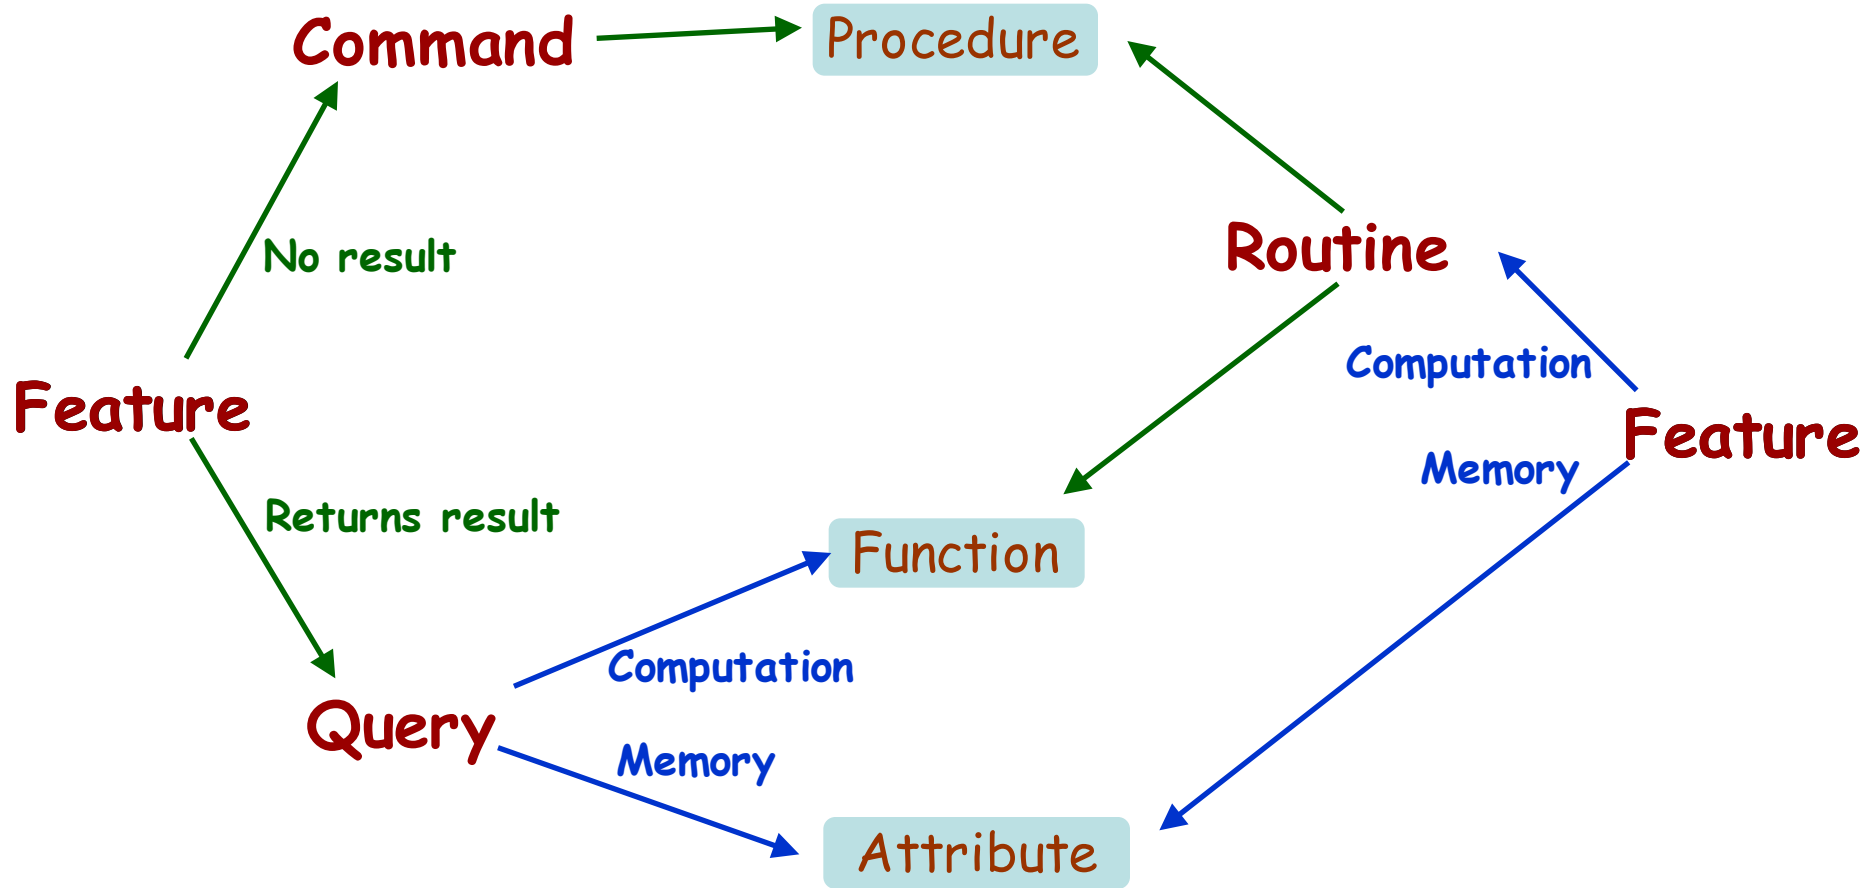 Command
Procedure
Routine
No result
Computation
Feature
Feature
Memory
Returns result
Function
Computation
Query
Memory
Attribute